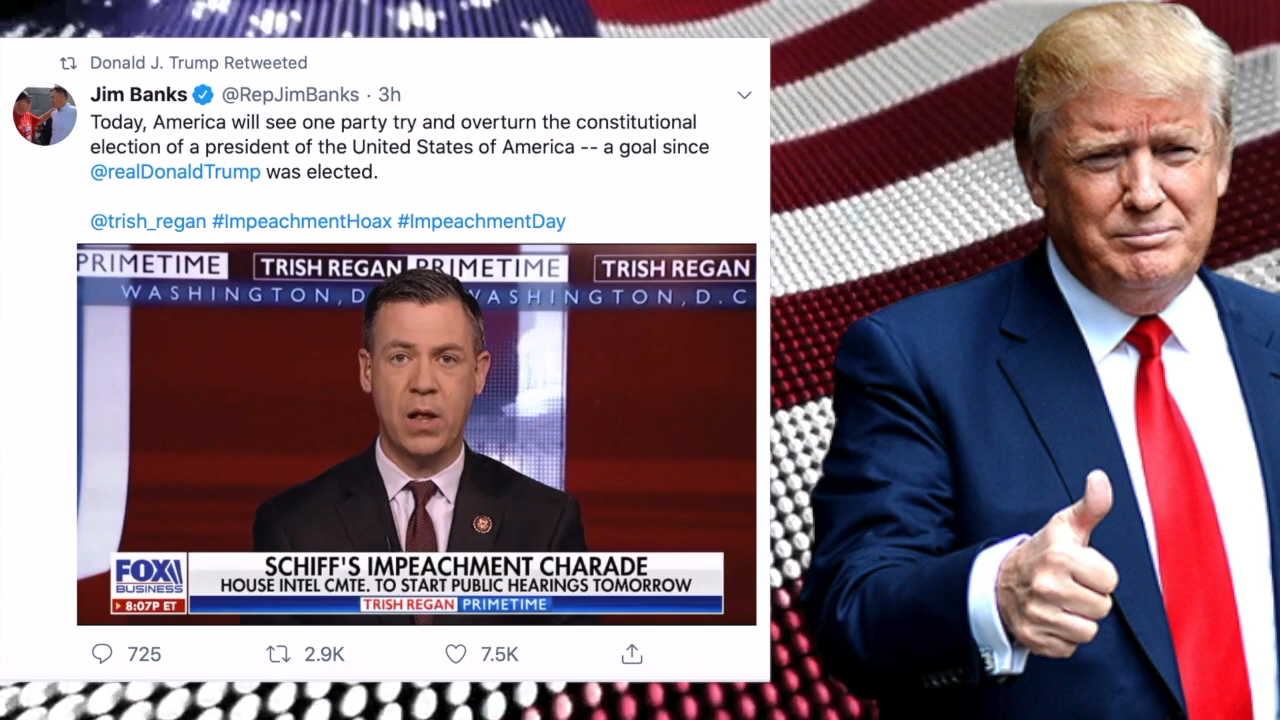 Donald J. Trump Retweeted
Jim Banks @RepJimBanks · 3h
Today, America will see one party try and overturn the constitutional
election of a president of the United States of America -- a goal since
@realDonaldTrump was elected.
@trish_regan #ImpeachmentHoax #ImpeachmentDay
PRIMETIME TRISH REGAN PRIMETIME TRISH REGAN
WASHINGTON, D WASHINGTON, D.C
FOX
BUSINESS
8:07P ET
SCHIFF'S IMPEACHMENT CHARADE
HOUSE INTEL CMTE. TO START PUBLIC HEARINGS TOMORROW
TRISH REGAN PRIMETIME
725 2.9K 7.5K